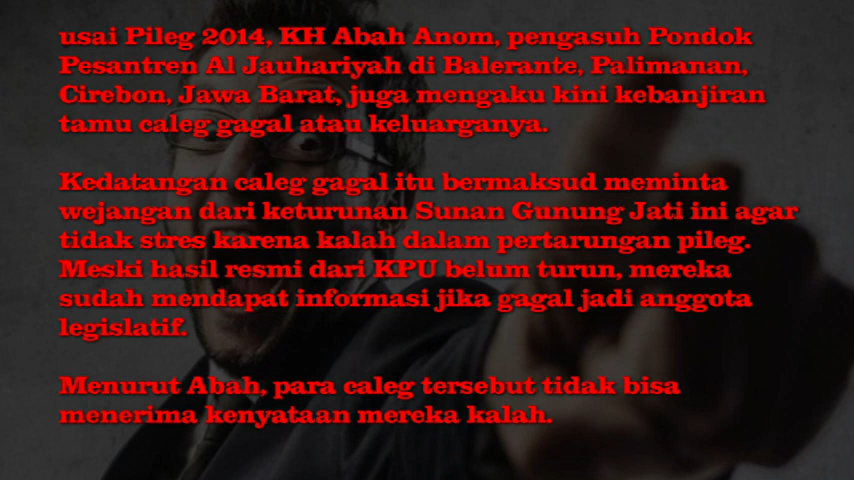 usai Pileg 2014, KH Abah Anom, pengasuh Pondok
Pesantren Al Jauhariyah di Balerante, Palimanan,
Cirebon, Jawa Barat, juga mengaku kini kebanjiran
tamu caleg gagal atau keluarganya.
Kedatangan caleg gagal itu bermaksud meminta
wejangan dari keturunan Sunan Gunung Jati ini agar
tidak stres karena kalah dalam pertarungan pileg.
Meski hasil resmi dari KPU belum turun, mereka
sudah mendapat informasi jika gagal jadi anggota
legislatif.
Menurut Abah, para caleg tersebut tidak bisa
menerima kenyataan mereka kalah.